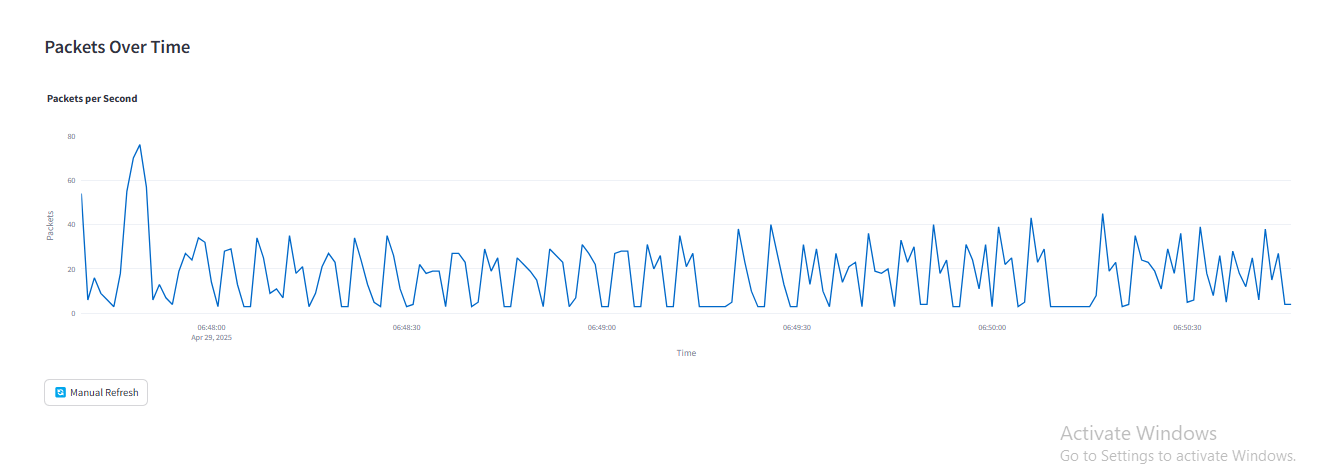 Packets Over Time
Packets per Second
80
60
40
20
0
Packets
06:48:00 06:48:30 06:49:00 06:49:30 06:50:00 06:50:30
Apr 29, 2025
Time
Manual Refresh
Activate Windows
Go to Settings to activate Windows.